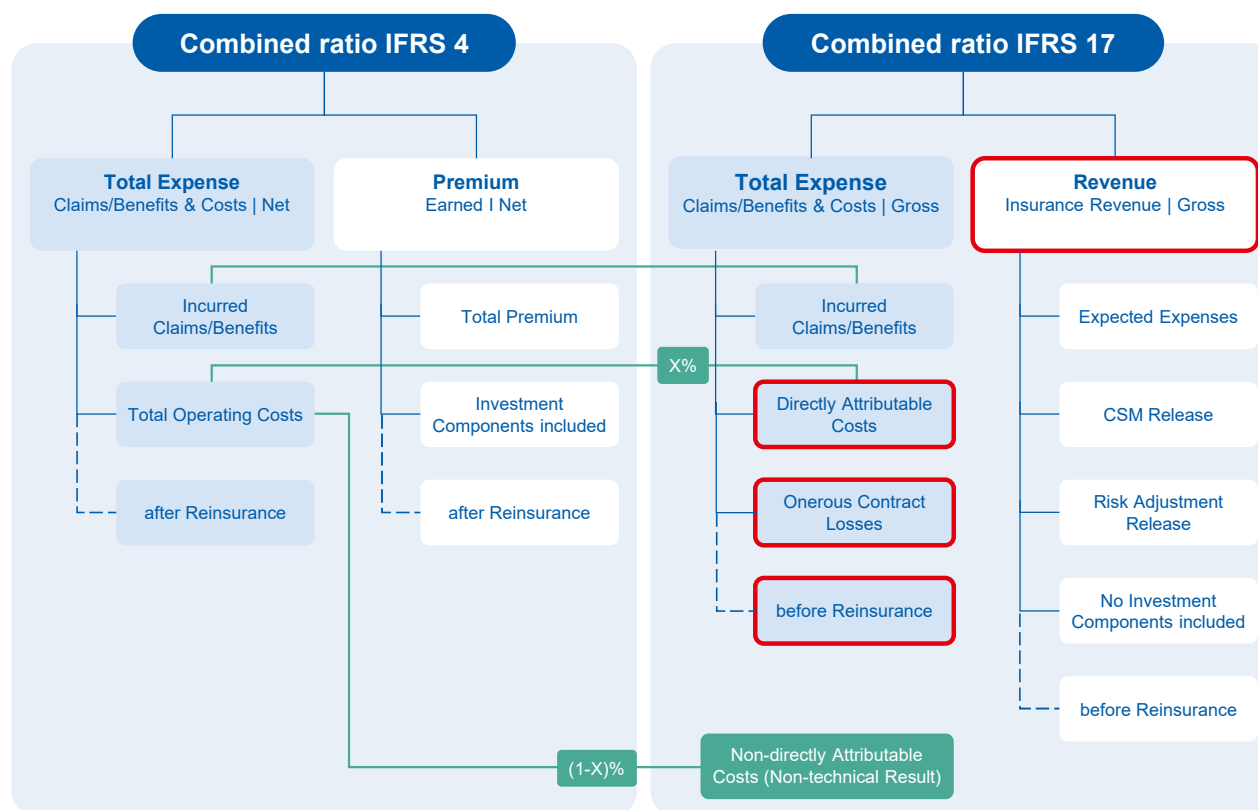 Combined ratio IFRS 4
Total Expense
Claims/Benefits & Costs | Net
Premium
Earned I Net
Incurred
Claims/Benefits
Total Premium
Total Operating Costs
Investment
Components included
after Reinsurance
after Reinsurance
Combined ratio IFRS 17
Total Expense
Claims/Benefits & Costs | Gross
Revenue
Insurance Revenue | Gross
Incurred
Claims/Benefits
Expected Expenses
X%
Directly Attributable
Costs
CSM Release
Onerous Contract
Losses
Risk Adjustment
Release
before Reinsurance
No Investment
Components included
before Reinsurance
(1-X)%
Non-directly Attributable
Costs (Non-technical Result)